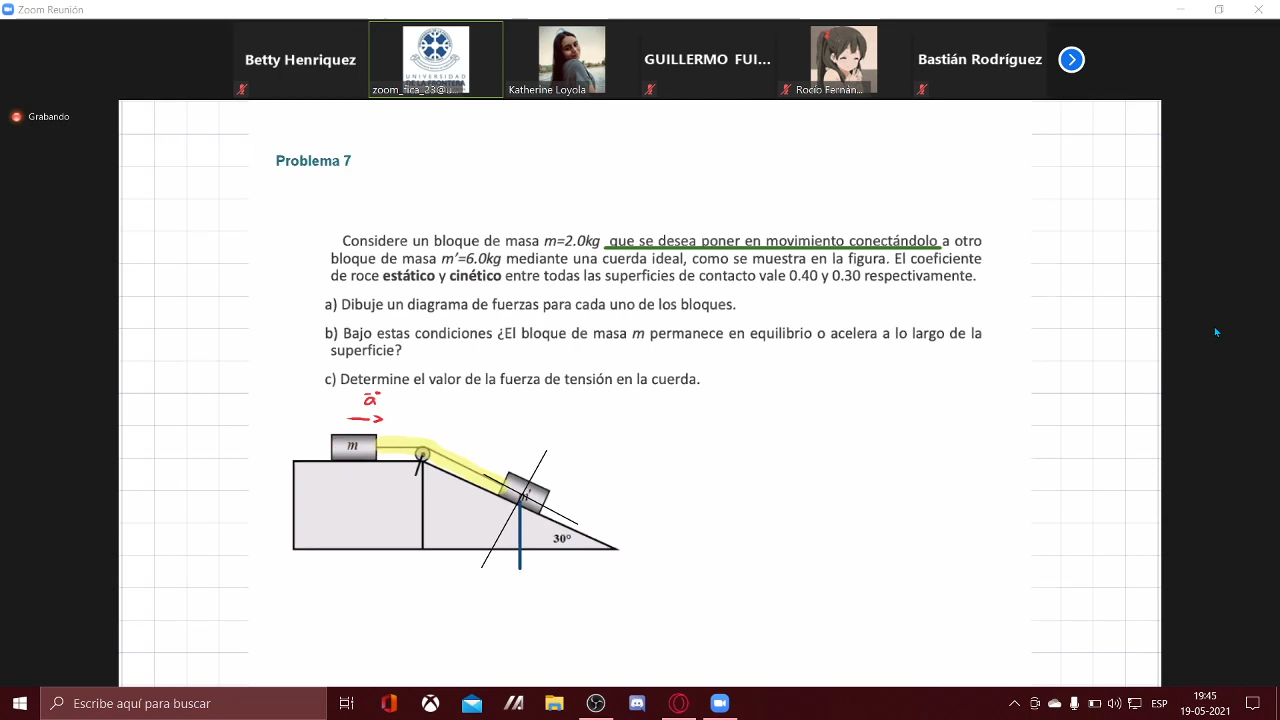 Zoom Reunión
Betty Henriquez
UNIVERSIDAD
DE LA FRONTERA
zoom_fica_23@u...
Katherine Loyola
GUILLERMO FUI...
Rocío Fernán...
Bastián Rodríguez
Grabando
Problema 7
Considere un bloque de masa m=2.0kg que se desea poner en movimiento conectándolo a otro
bloque de masa m’=6.0kg mediante una cuerda ideal, como se muestra en la figura. El coeficiente
de roce estático y cinético entre todas las superficies de contacto vale 0.40 y 0.30 respectivamente.
a) Dibuje un diagrama de fuerzas para cada uno de los bloques.
b) Bajo estas condiciones ¿El bloque de masa m permanece en equilibrio o acelera a lo largo de la
superficie?
c) Determine el valor de la fuerza de tensión en la cuerda.
a
m
m'
30°
Escribe aquí para buscar
ESP
19:45
19-05-2021